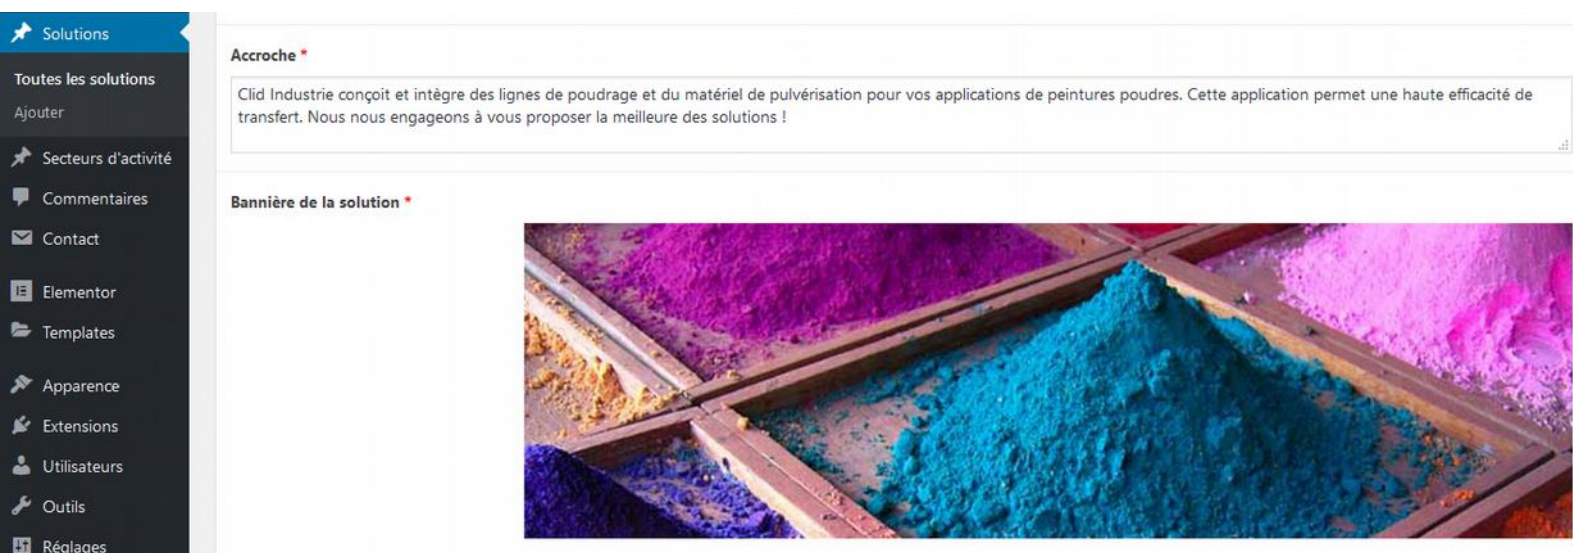 Solutions
Toutes les solutions
Ajouter
Secteurs d'activité
Commentaires
Contact
Elementor
Templates
Apparence
Extensions
Utilisateurs
Outils
Réglages
Accroche *
Clid Industrie conçoit et intègre des lignes de poudrage et du matériel de pulvérisation pour vos applications de peintures poudres. Cette application permet une haute efficacité de
transfert. Nous nous engageons à vous proposer la meilleure des solutions !
Bannière de la solution *